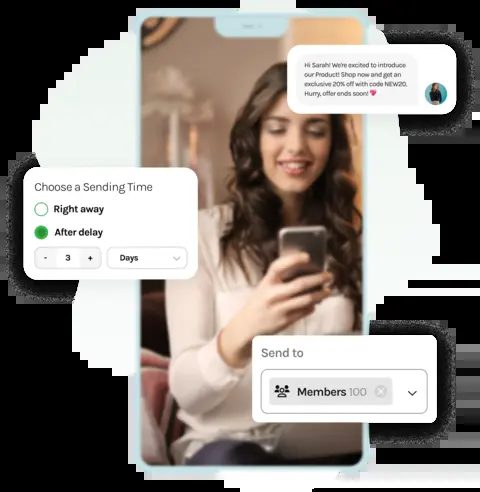 Hi Sarah! We're excited to introduce
our Product! Shop now and get an
exclusive 20% off with code NEW20,
Hurry, offer ends soon! 💖
Choose a Sending Time
Right away
After delay
- 3 + Days
Send to
Members 100